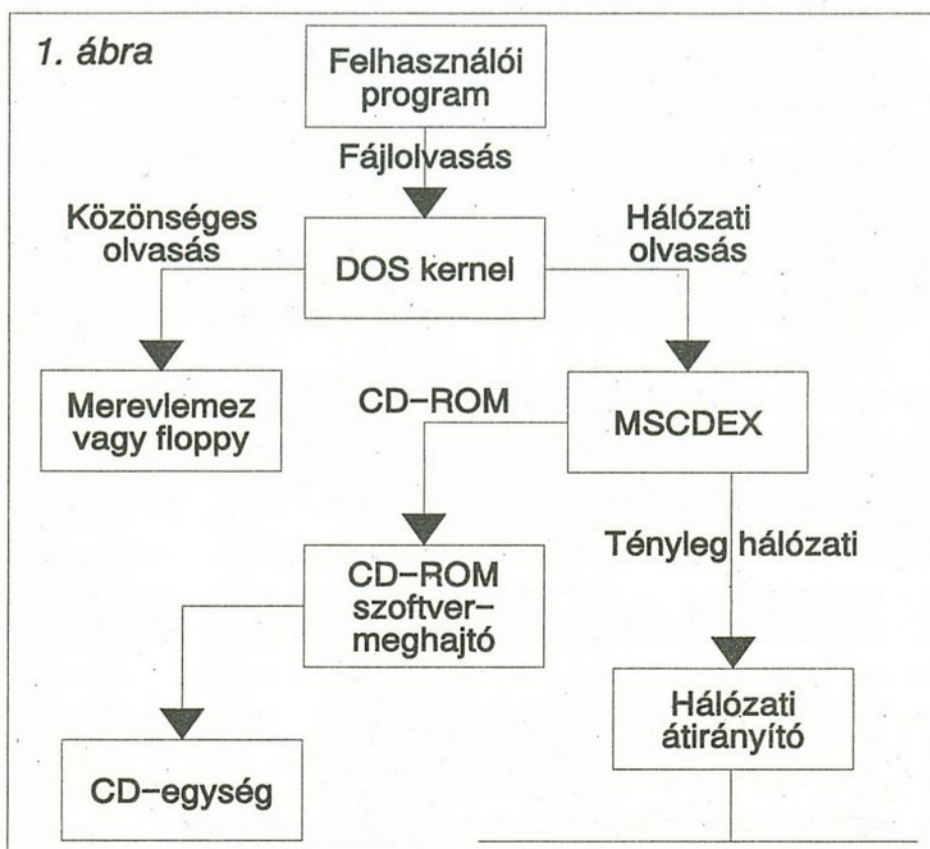 1. ábra
Felhasználói
program
Fájlolvasás
Közönséges
olvasás
DOS kernel
Hálózati
olvasás
Merevlemez
vagy floppy
CD–ROM
MSCDEX
CD–ROM
szoftver–
meghajtó
Tényleg hálózati
Hálózati
átirányító
CD–egység